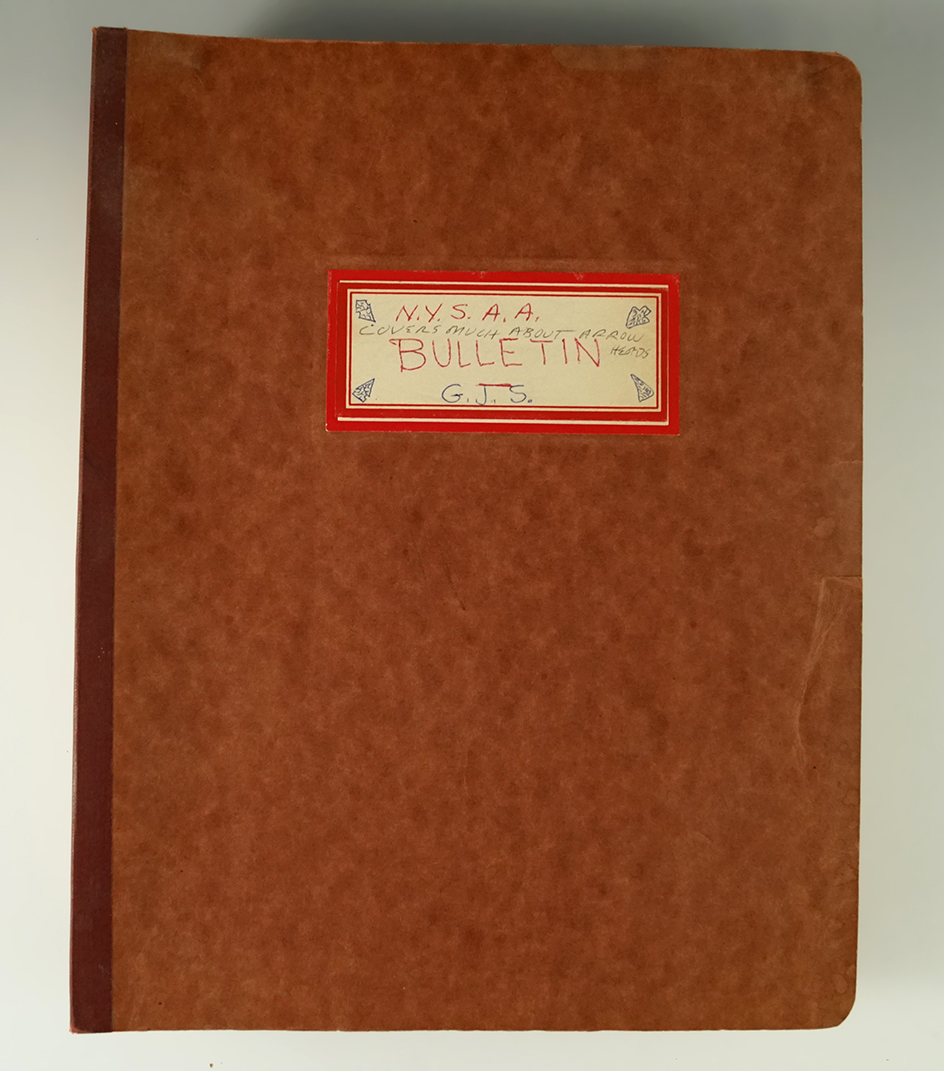 N.Y.S. A.A.
COVERS MUCH ABOUT ARROW
HEADS
BULLETIN
G.J.S.